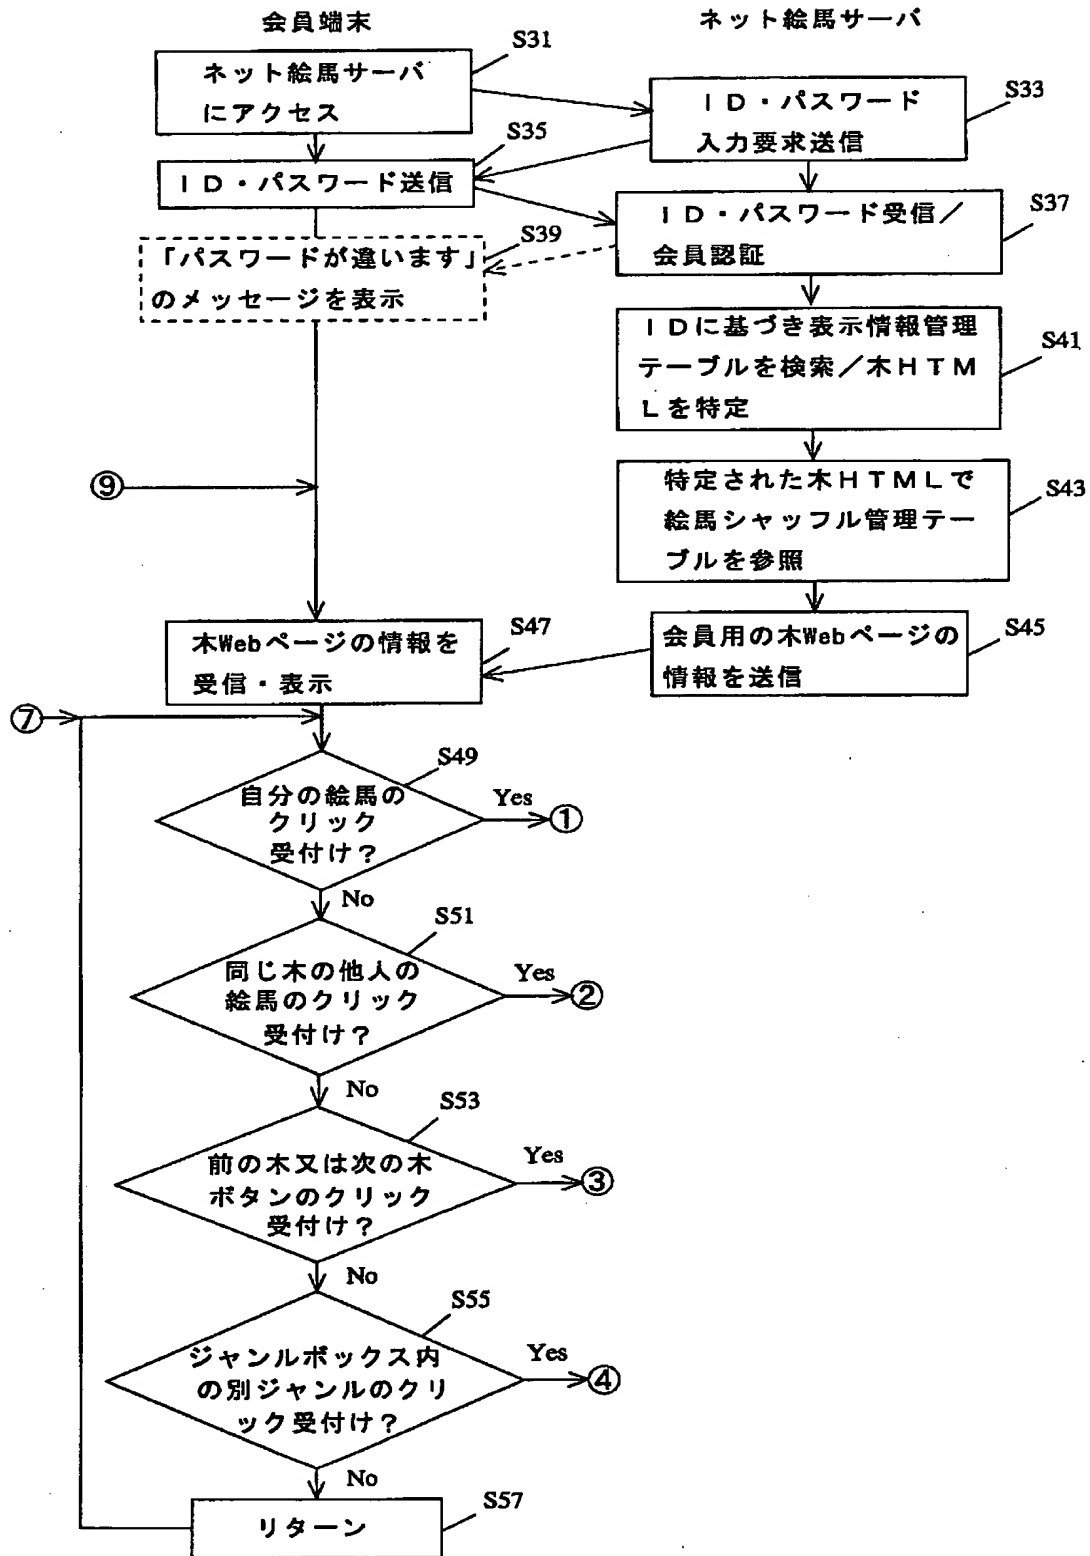 会員端末
ネット絵馬サーバ
S31
ネット絵馬サーバ
にアクセス
S33
ID・パスワード
入力要求送信
S35
ID・パスワード送信
S37
ID・パスワード受信／
会員認証
S39
「パスワードが違います」
のメッセージを表示
S41
IDに基づき表示情報管理
テーブルを検索／木HTM
Lを特定
⑨
S43
特定された木HTMLで
絵馬シャッフル管理テー
ブルを参照
S47
木Webページの情報を
受信・表示
S45
会員用の木Webページの
情報を送信
⑦
S49
自分の絵馬の
クリック
受付け？
Yes
①
No
S51
同じ木の他人の
絵馬のクリック
受付け？
Yes
②
No
S53
前の木又は次の木
ボタンのクリック
受付け？
Yes
③
No
S55
ジャンルボックス内
の別ジャンルのクリ
ック受付け？
Yes
④
No
S57
リターン